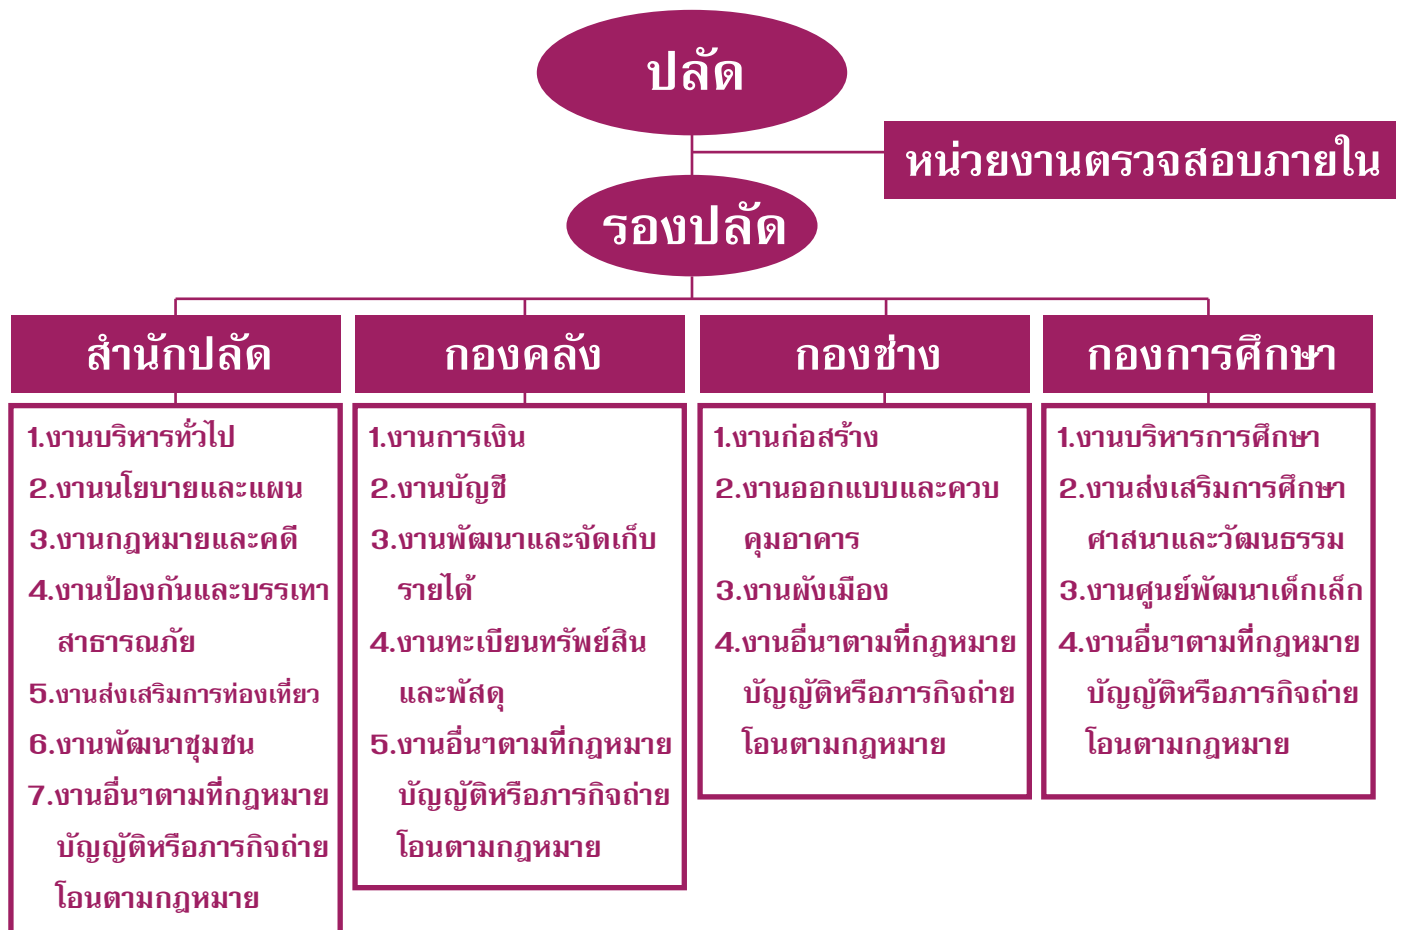 ปลัด
หน่วยงานตรวจสอบภายใน
รองปลัด
สำนักปลัด
1.งานบริหารทั่วไป
2.งานนโยบายและแผน
3.งานกฎหมายและคดี
4.งานป้องกันและบรรเทา
สาธารณภัย
5.งานส่งเสริมการท่องเที่ยว
6.งานพัฒนาชุมชน
7.งานอื่นๆตามที่กฎหมาย
บัญญัติหรือภารกิจถ่าย
โอนตามกฎหมาย
กองคลัง
1.งานการเงิน
2.งานบัญชี
3.งานพัฒนาและจัดเก็บ
รายได้
4.งานทะเบียนทรัพย์สิน
และพัสดุ
5.งานอื่นๆตามที่กฎหมาย
บัญญัติหรือภารกิจถ่าย
โอนตามกฎหมาย
กองช่าง
1.งานก่อสร้าง
2.งานออกแบบและควบ
คุมอาคาร
3.งานผังเมือง
4.งานอื่นๆตามที่กฎหมาย
บัญญัติหรือภารกิจถ่าย
โอนตามกฎหมาย
กองการศึกษา
1.งานบริหารการศึกษา
2.งานส่งเสริมการศึกษา
ศาสนาและวัฒนธรรม
3.งานศูนย์พัฒนาเด็กเล็ก
4.งานอื่นๆตามที่กฎหมาย
บัญญัติหรือภารกิจถ่าย
โอนตามกฎหมาย